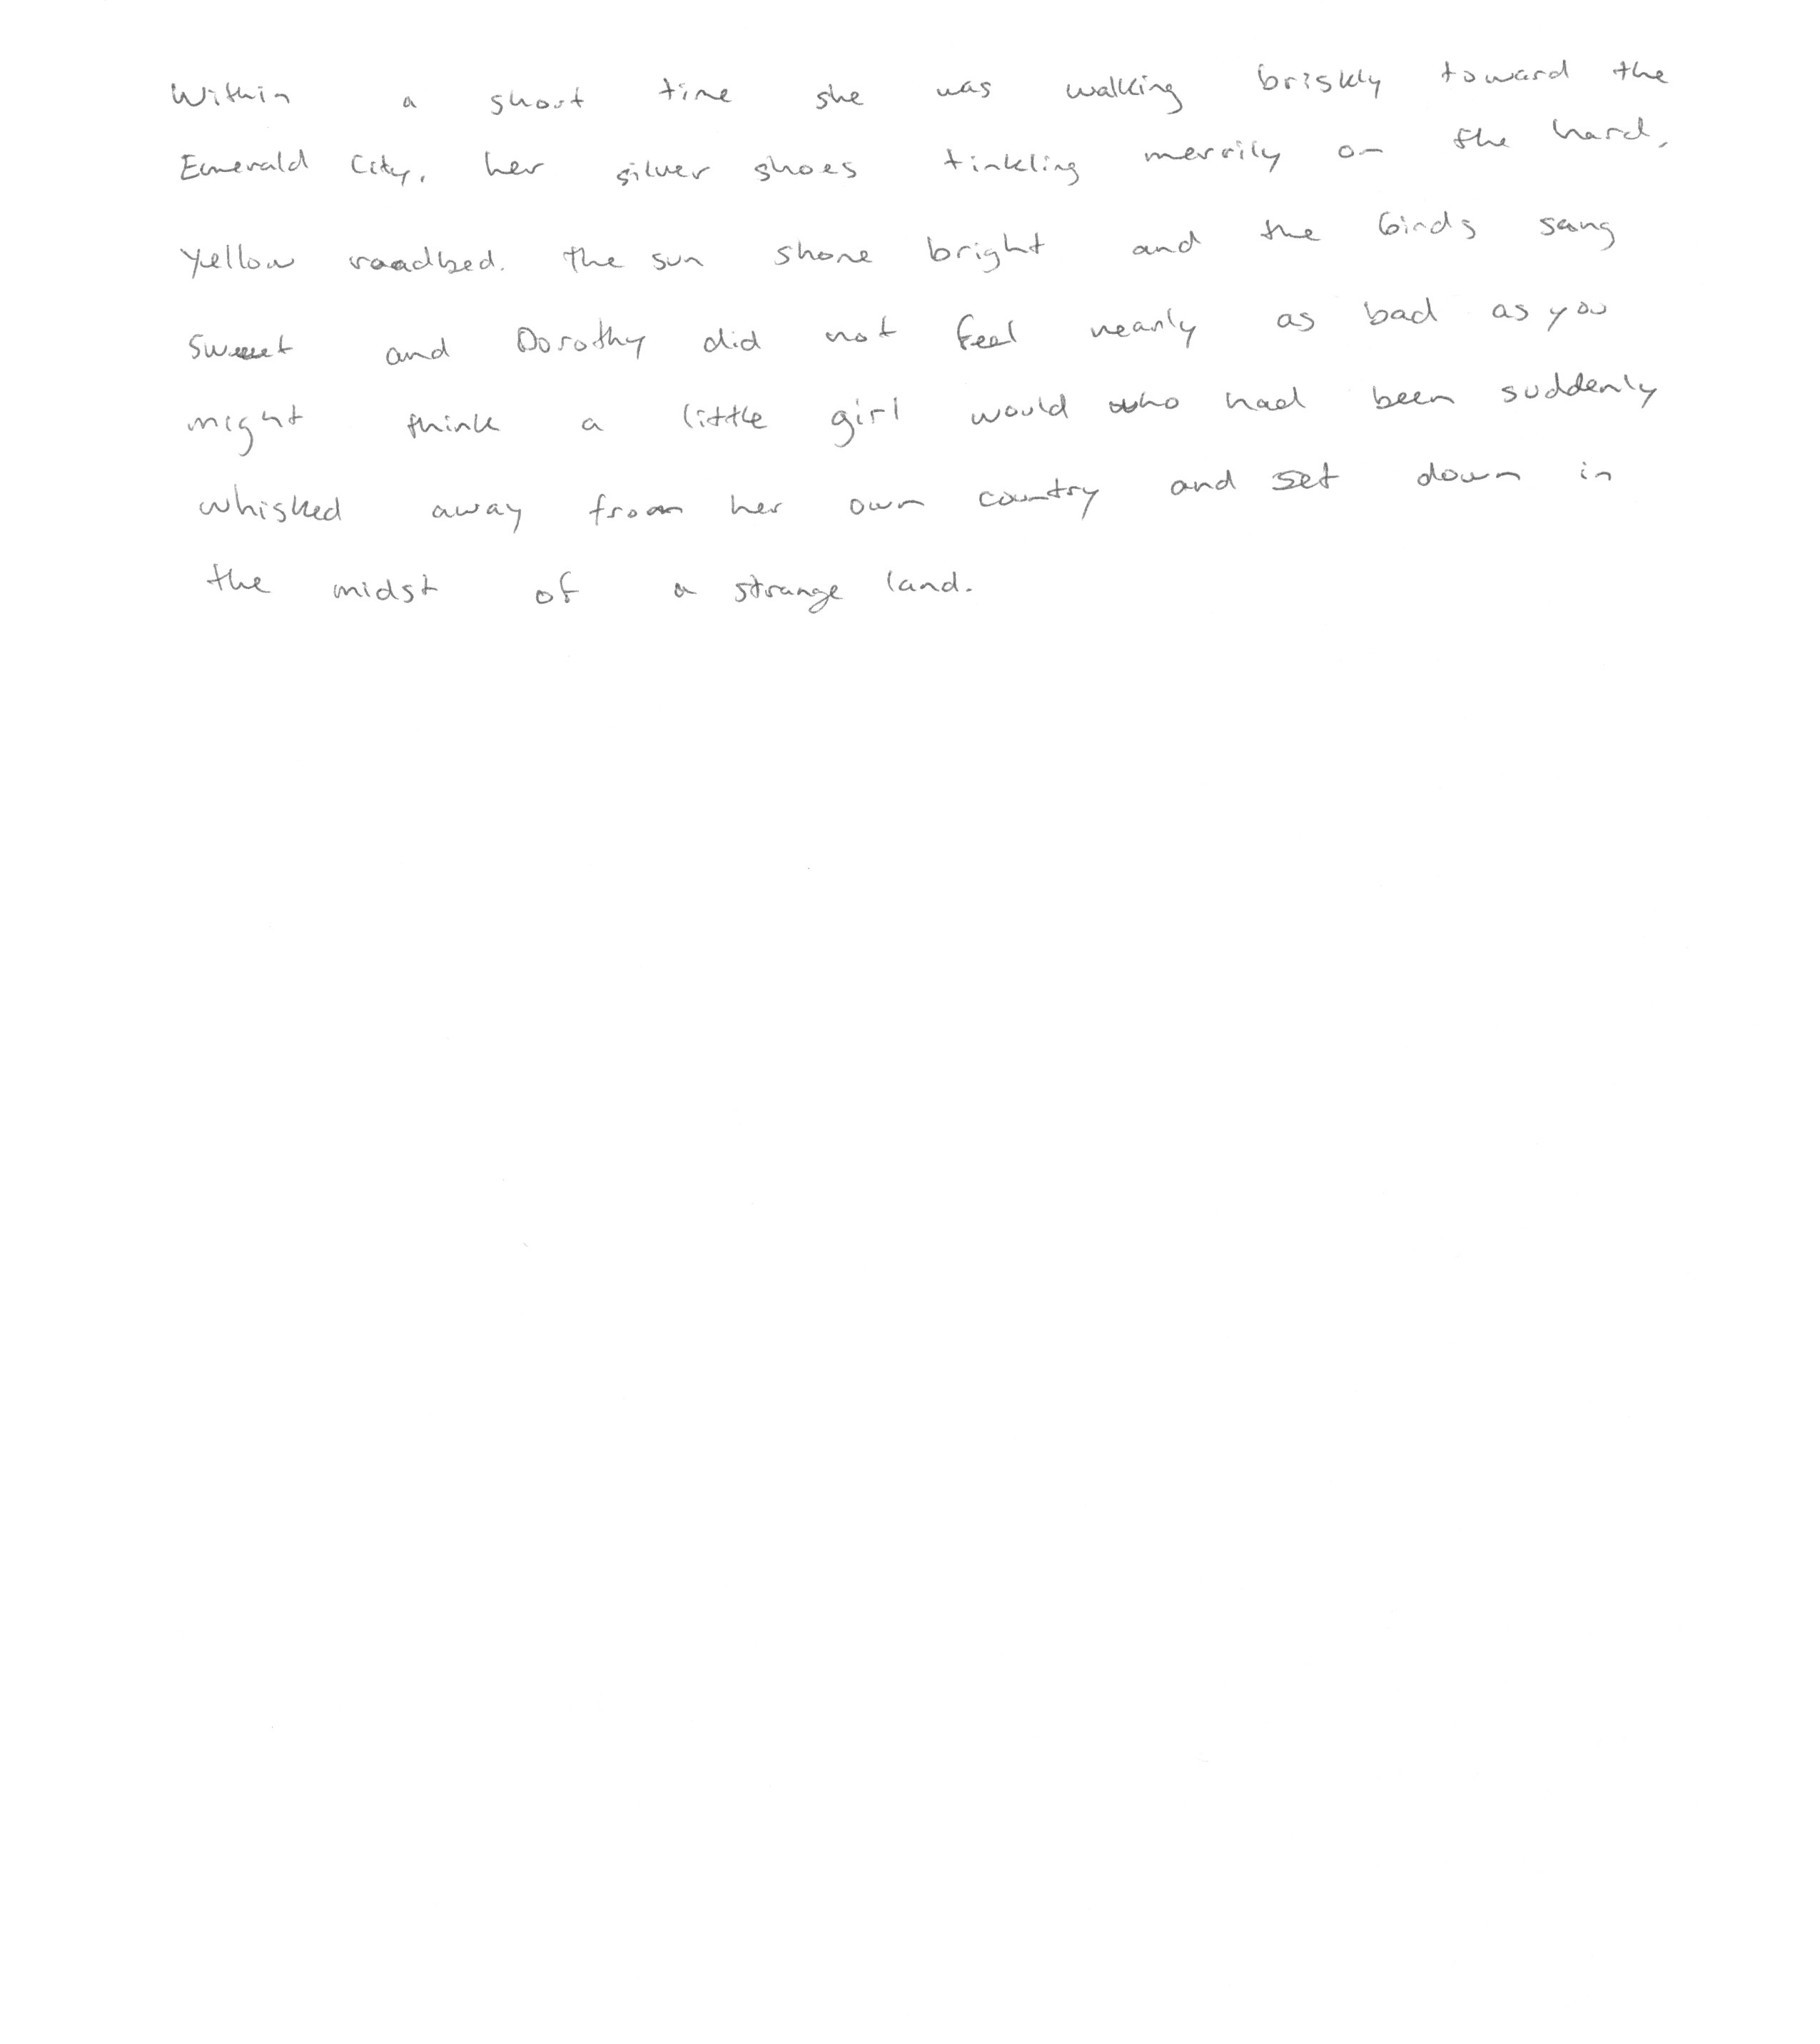 Within a short time she was walking briskly toward the
Emerald City, her silver shoes tinkling merrily on the hard,
yellow roadbed. The sun shone bright and the birds sang
sweet and Dorothy did not feel nearly as bad as you
might think a little girl would who had been suddenly
whisked away from her own country and set down in
the midst of a strange land.